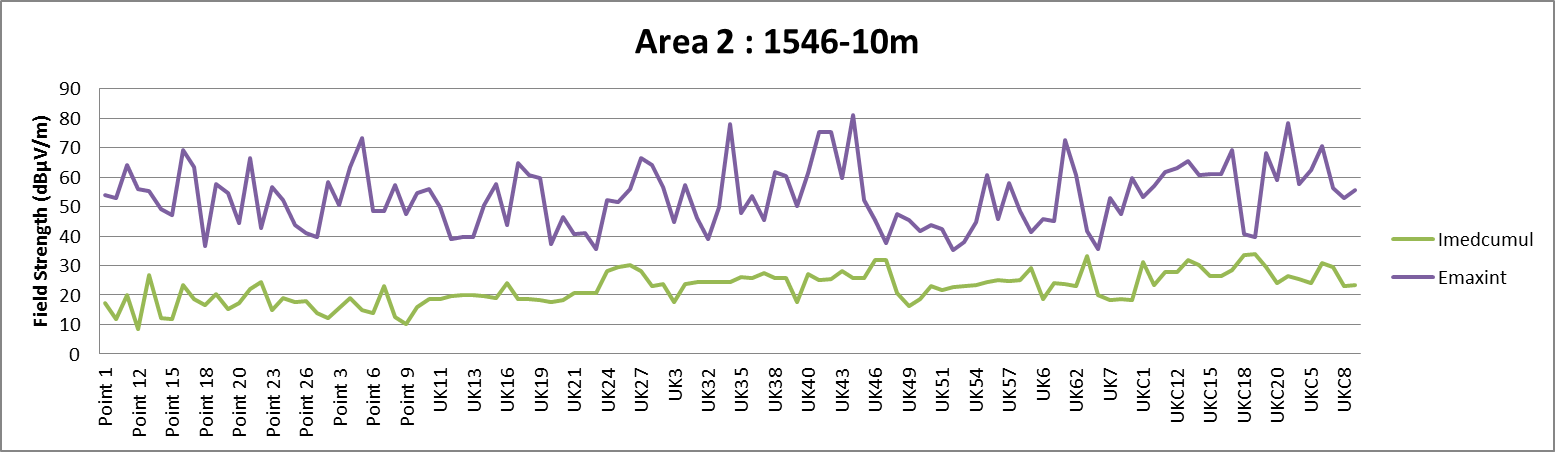 Area 2 : 1546-10m
Field Strength (dBµV/m)
90
80
70
60
50
40
30
20
10
0
Point 1
Point 12
Point 15
Point 18
Point 20
Point 23
Point 26
Point 3
Point 6
Point 9
UK11
UK13
UK16
UK19
UK21
UK24
UK27
UK3
UK32
UK35
UK38
UK40
UK43
UK46
UK49
UK51
UK54
UK57
UK6
UK62
UK7
UKC1
UKC12
UKC15
UKC18
UKC20
UKC5
UKC8
Imedcumul
Emaxint